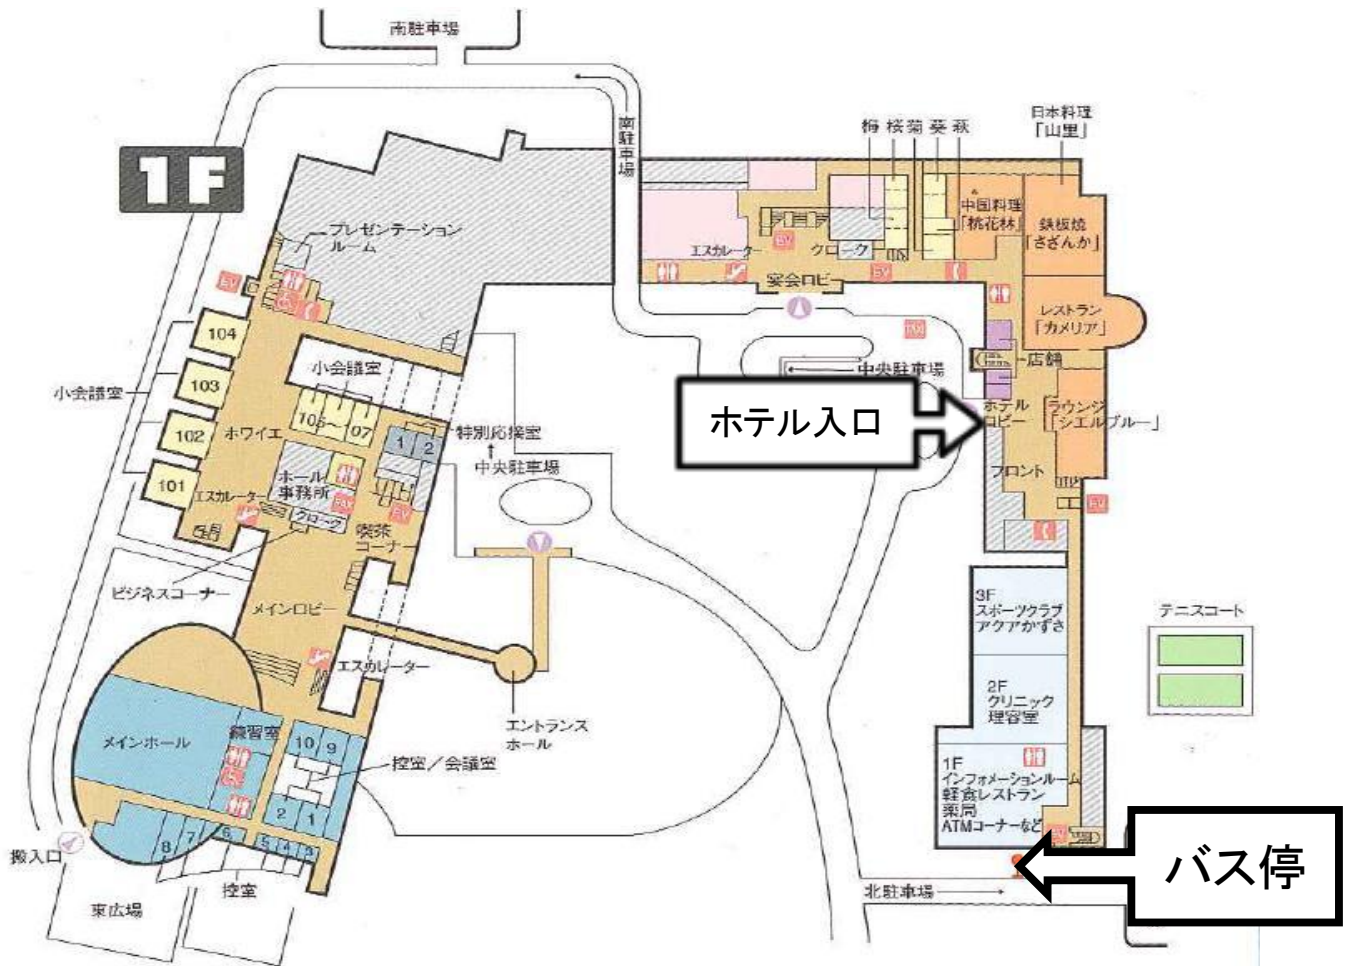 南駐車場
1F
南駐車場
梅 桜 菊 葵 萩
日本料理
「山里」
プレゼンテーション
ルーム
中国料理
「桃花林」
鉄板焼
「さざんか」
エスカレーター
EV
クローク
EV
宴会ロビー
EV
レストラン
「カメリア」
104
103
102
101
小会議室
小会議室
105〜107
店舗
中央駐車場
ホテル入口
ホテル
ロビー
ラウンジ
「シエルブルー」
フロント
EV
ホワイエ
1 2
特別応接室
中央駐車場
ホール
事務所
エスカレーター
クローク
FAX
EV
喫茶
コーナー
ビジネスコーナー
メインロビー
エスカレーター
エントランス
ホール
3F
スポーツクラブ
アクアかずさ
テニスコート
2F
クリニック
理容室
メインホール
練習室
10 9
控室/会議室
2 1
8 7 6 5 4 3
1F
インフォメーションルーム
軽食レストラン
薬局
ATMコーナーなど
EV
バス停
搬入口
控室
東広場
北駐車場